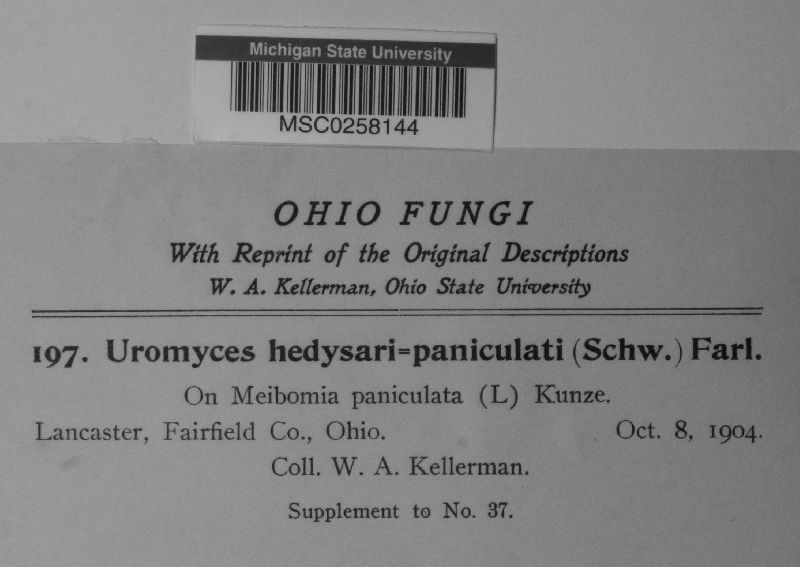 Michigan State University
MSC0258144
OHIO FUNGI
With Reprint of the Original Descriptions
W. A. Kellerman, Ohio State University
197. Uromyces hedysari=paniculati (Schw.) Farl.
On Meibomia paniculata (L) Kunze.
Lancaster, Fairfield Co., Ohio. Oct. 8, 1904.
Coll. W. A. Kellerman.
Supplement to No. 37.